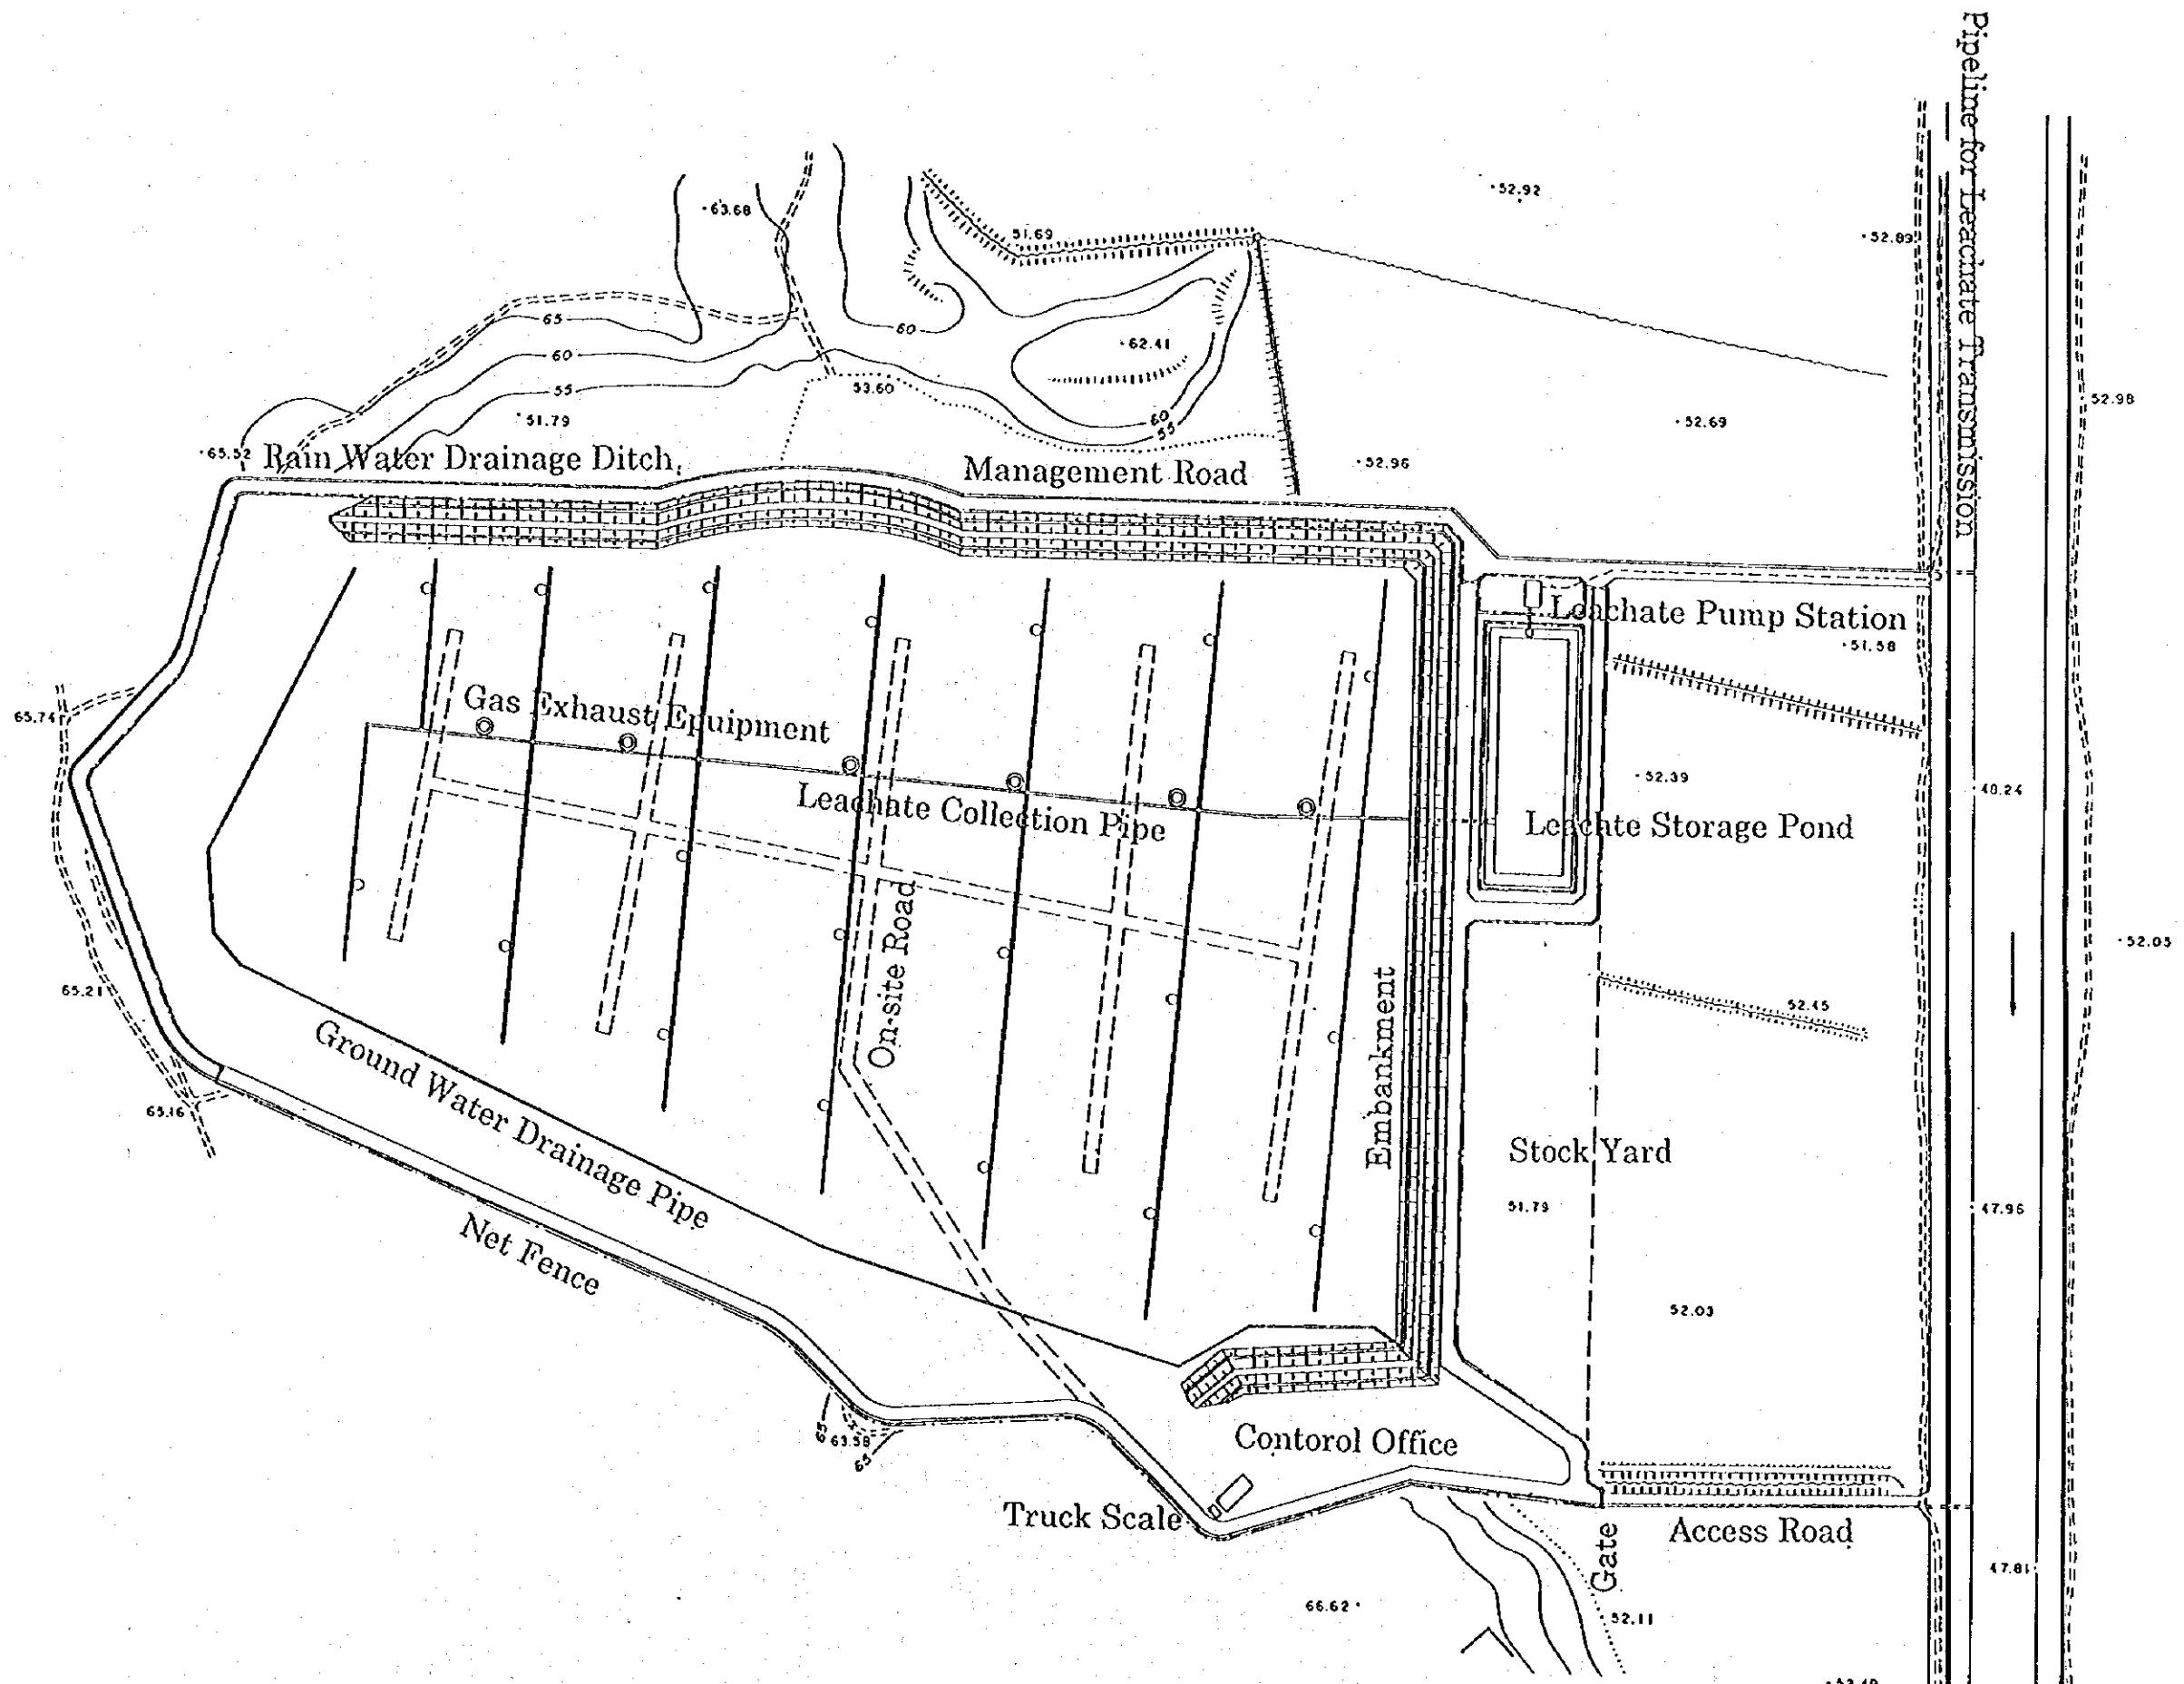 Pipeline for Leachate Transmission
52.92
63.68
51.69
52.89
65
60
62.41
60
52.98
55
53.60
51.79
60
55
52.69
65.52
Rain Water Drainage Ditch
Management Road
52.96
Leachate Pump Station
51.58
65.74
Gas Exhaust Equipment
52.39
48.24
Leachate Collection Pipe
Leachte Storage Pond
On-site Road
52.05
65.21
Embankment
52.45
Ground Water Drainage Pipe
65.16
Stock Yard
51.79
47.96
Net Fence
52.03
65
63.58
65
Contorol Office
Truck Scale
Gate
Access Road
47.81
66.62
52.11